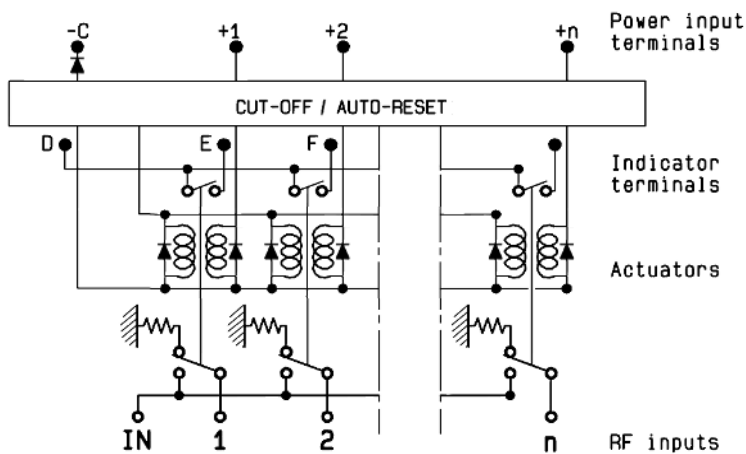 Power input
terminals
-C +1 +2 +n
CUT-OFF / AUTO-RESET
D E F
Indicator
terminals
Actuators
IN 1 2 n
RF inputs